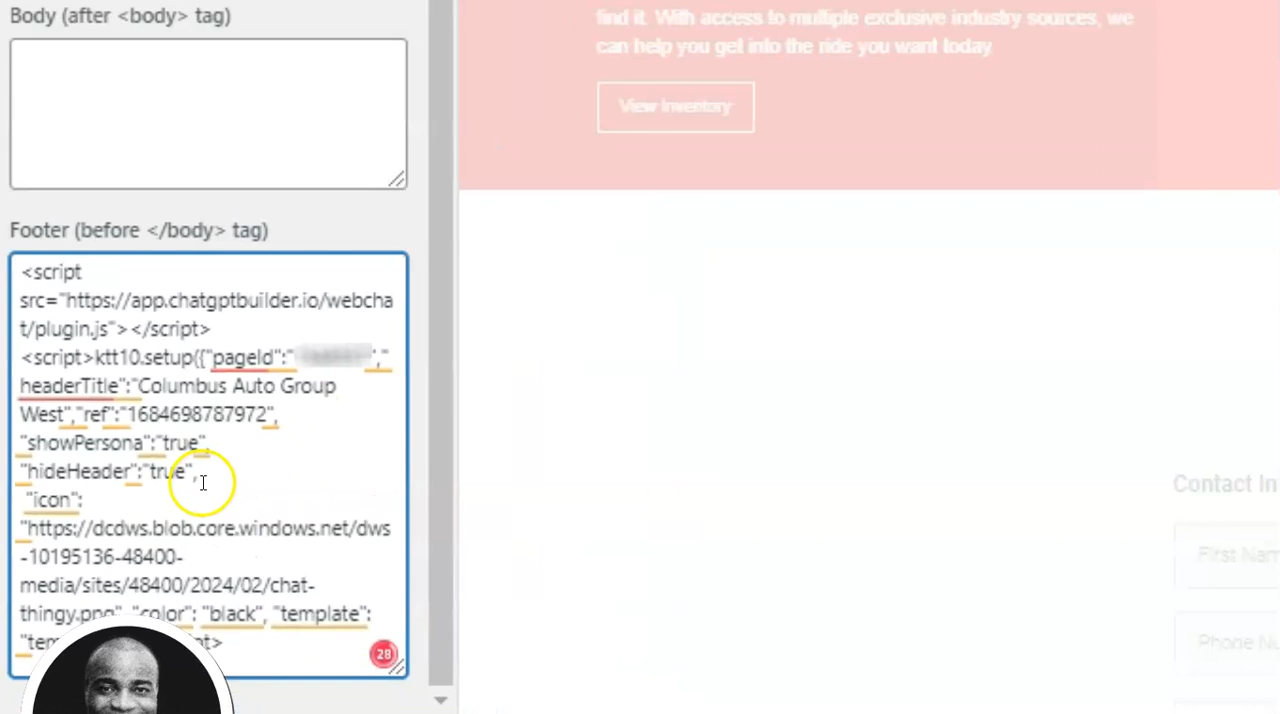 Body (after <body> tag)
Footer (before </body> tag)
<script
src="https://app.chatgptbuilder.io/webcha
t/plugin.js"></script>
<script>ktt10.setup({"pageId":" ","
headerTitle":"Columbus Auto Group
West","ref":"1684698787972",
"showPersona":"true",
"hideHeader":"true",
"icon":
"https://dcdws.blob.core.windows.net/dws
-10195136-48400-
media/sites/48400/2024/02/chat-
thingy.png", "color": "black", "template":
28
find it. With access to multiple exclusive industry sources, we
can help you get into the ride you want today
View Inventory
Contact In
First Nam
Phone Nu